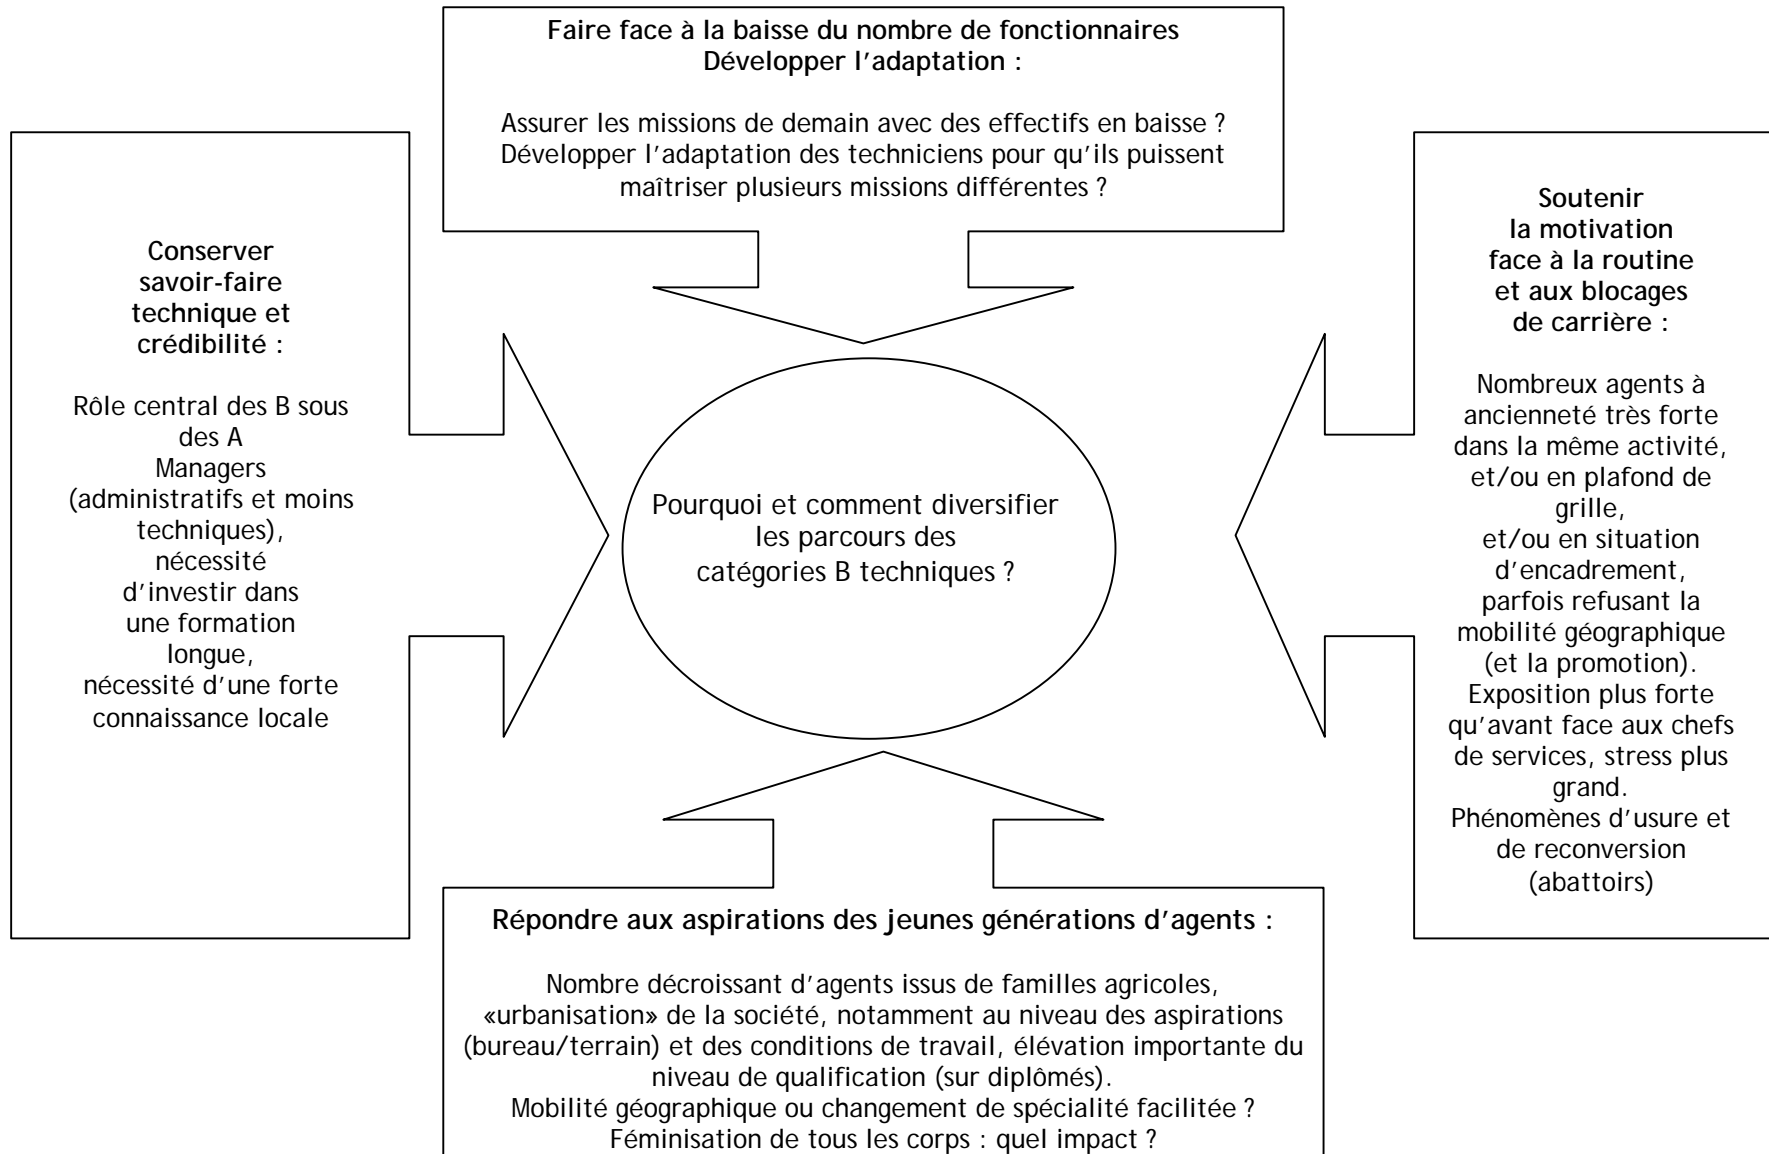 Faire face à la baisse du nombre de fonctionnaires
Développer l'adaptation :
Assurer les missions de demain avec des effectifs en baisse ?
Développer l'adaptation des techniciens pour qu'ils puissent
maîtriser plusieurs missions différentes ?
Conserver
savoir-faire
technique et
crédibilité :
Rôle central des B sous
des A
Managers
(administratifs et moins
techniques),
nécessité
d'investir dans
une formation
longue,
nécessité d'une forte
connaissance locale
Pourquoi et comment diversifier
les parcours des
catégories B techniques ?
Soutenir
la motivation
face à la routine
et aux blocages
de carrière :
Nombreux agents à
ancienneté très forte
dans la même activité,
et/ou en plafond de
grille,
et/ou en situation
d'encadrement,
parfois refusant la
mobilité géographique
(et la promotion).
Exposition plus forte
qu'avant face aux chefs
de services, stress plus
grand.
Phénomènes d'usure et
de reconversion
(abattoirs)
Répondre aux aspirations des jeunes générations d'agents :
Nombre décroissant d'agents issus de familles agricoles,
«urbanisation» de la société, notamment au niveau des aspirations
(bureau/terrain) et des conditions de travail, élévation importante du
niveau de qualification (sur diplômés).
Mobilité géographique ou changement de spécialité facilitée ?
Féminisation de tous les corps : quel impact ?